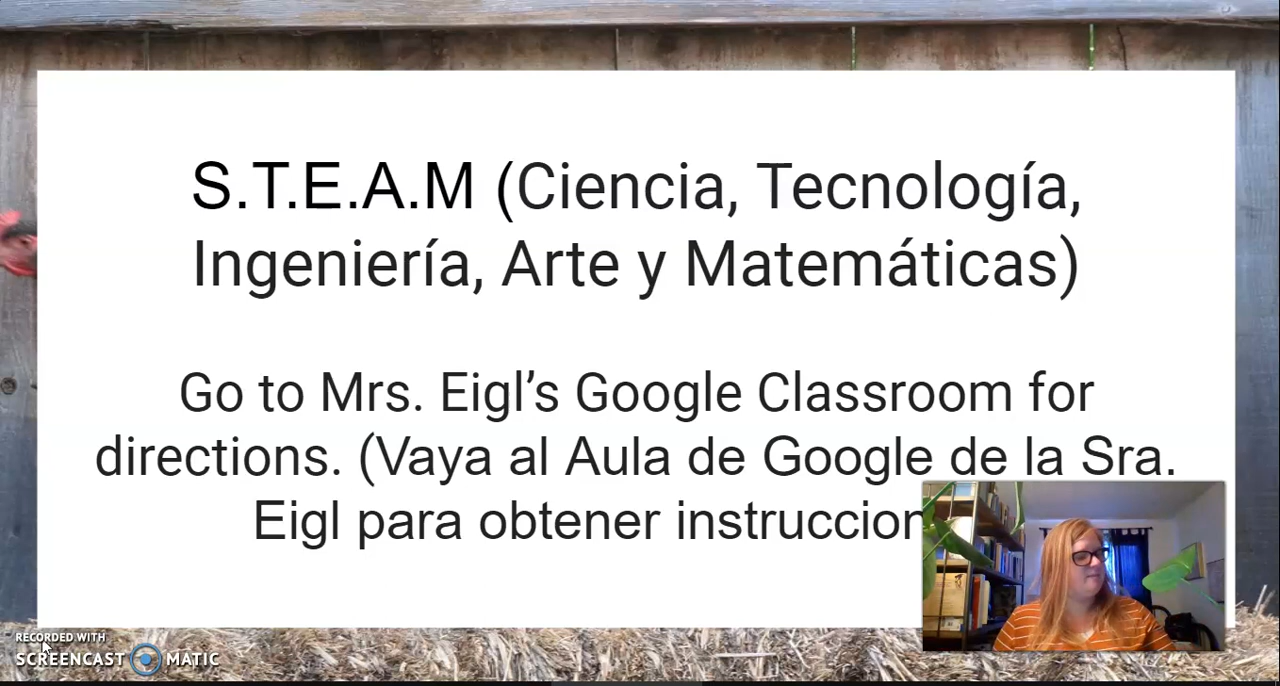 S.T.E.A.M (Ciencia, Tecnología,
Ingeniería, Arte y Matemáticas)
Go to Mrs. Eigl’s Google Classroom for
directions. (Vaya al Aula de Google de la Sra.
Eigl para obtener instruccion
RECORDED WITH
SCREENCAST MATIC